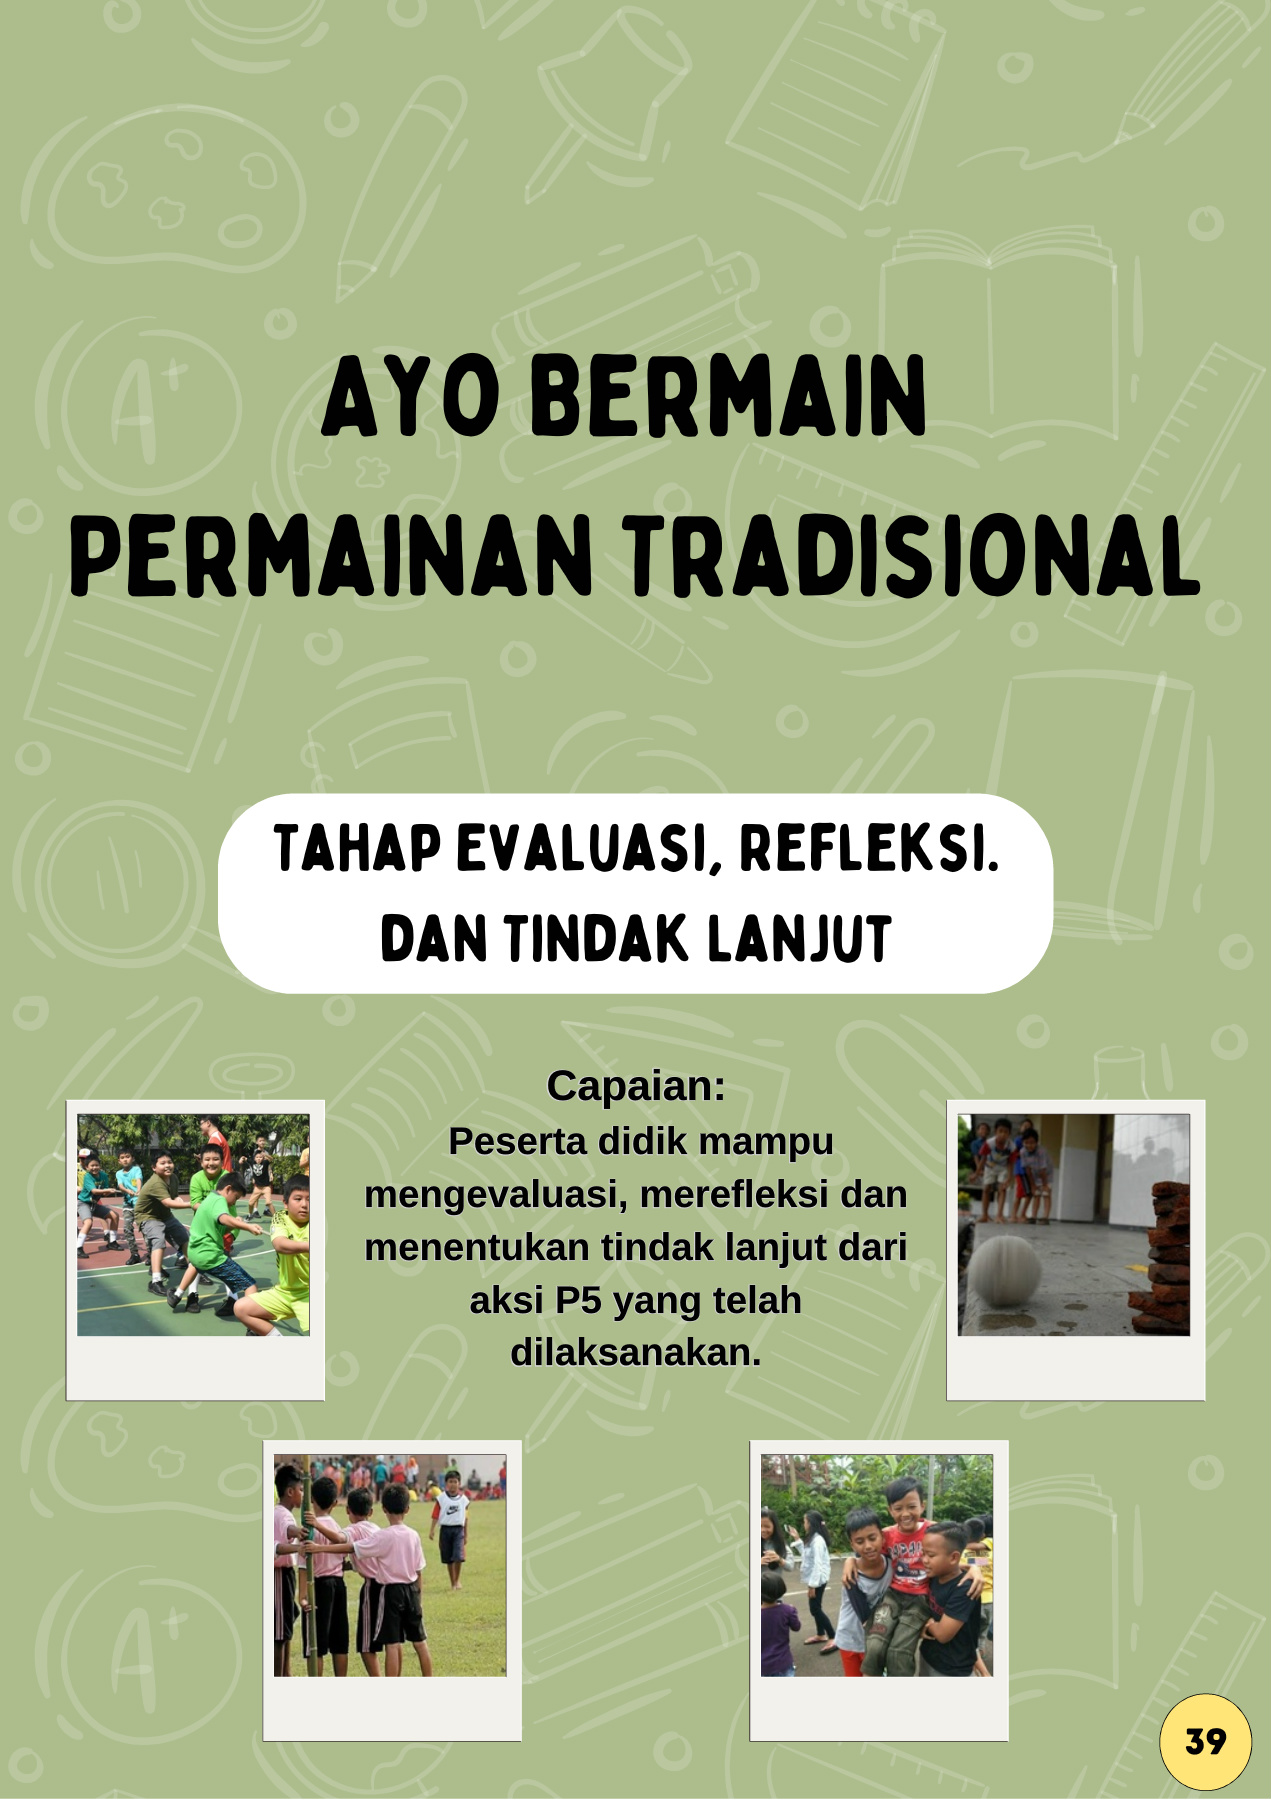 AYO BERMAIN
PERMAINAN TRADISIONAL
TAHAP EVALUASI, REFLEKSI.
DAN TINDAK LANJUT
Capaian:
Peserta didik mampu
mengevaluasi, merefleksi dan
menentukan tindak lanjut dari
aksi P5 yang telah
dilaksanakan.
39